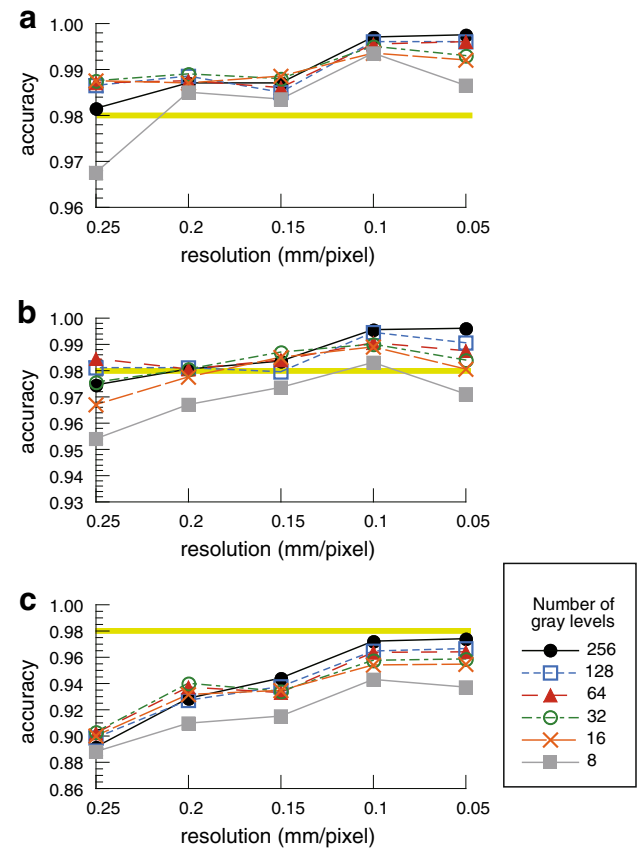 a
1.00
0.99
0.98
0.97
0.96
accuracy
0.25 0.2 0.15 0.1 0.05
resolution (mm/pixel)
b
1.00
0.99
0.98
0.97
0.96
0.95
0.94
0.93
accuracy
0.25 0.2 0.15 0.1 0.05
resolution (mm/pixel)
c
1.00
0.98
0.96
0.94
0.92
0.90
0.88
0.86
accuracy
0.25 0.2 0.15 0.1 0.05
resolution (mm/pixel)
Number of
gray levels
256
128
64
32
16
8